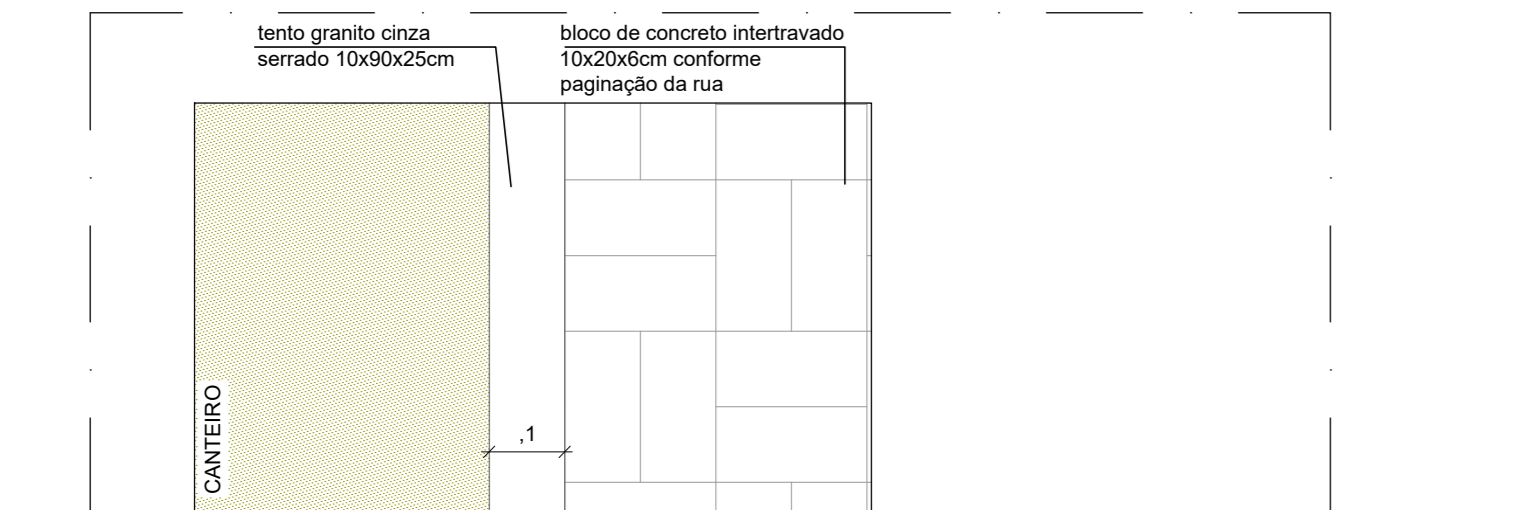 tento granito cinza
serrado 10x90x25cm
bloco de concreto intertravado
10x20x6cm conforme
paginação da rua
CANTEIRO
,1